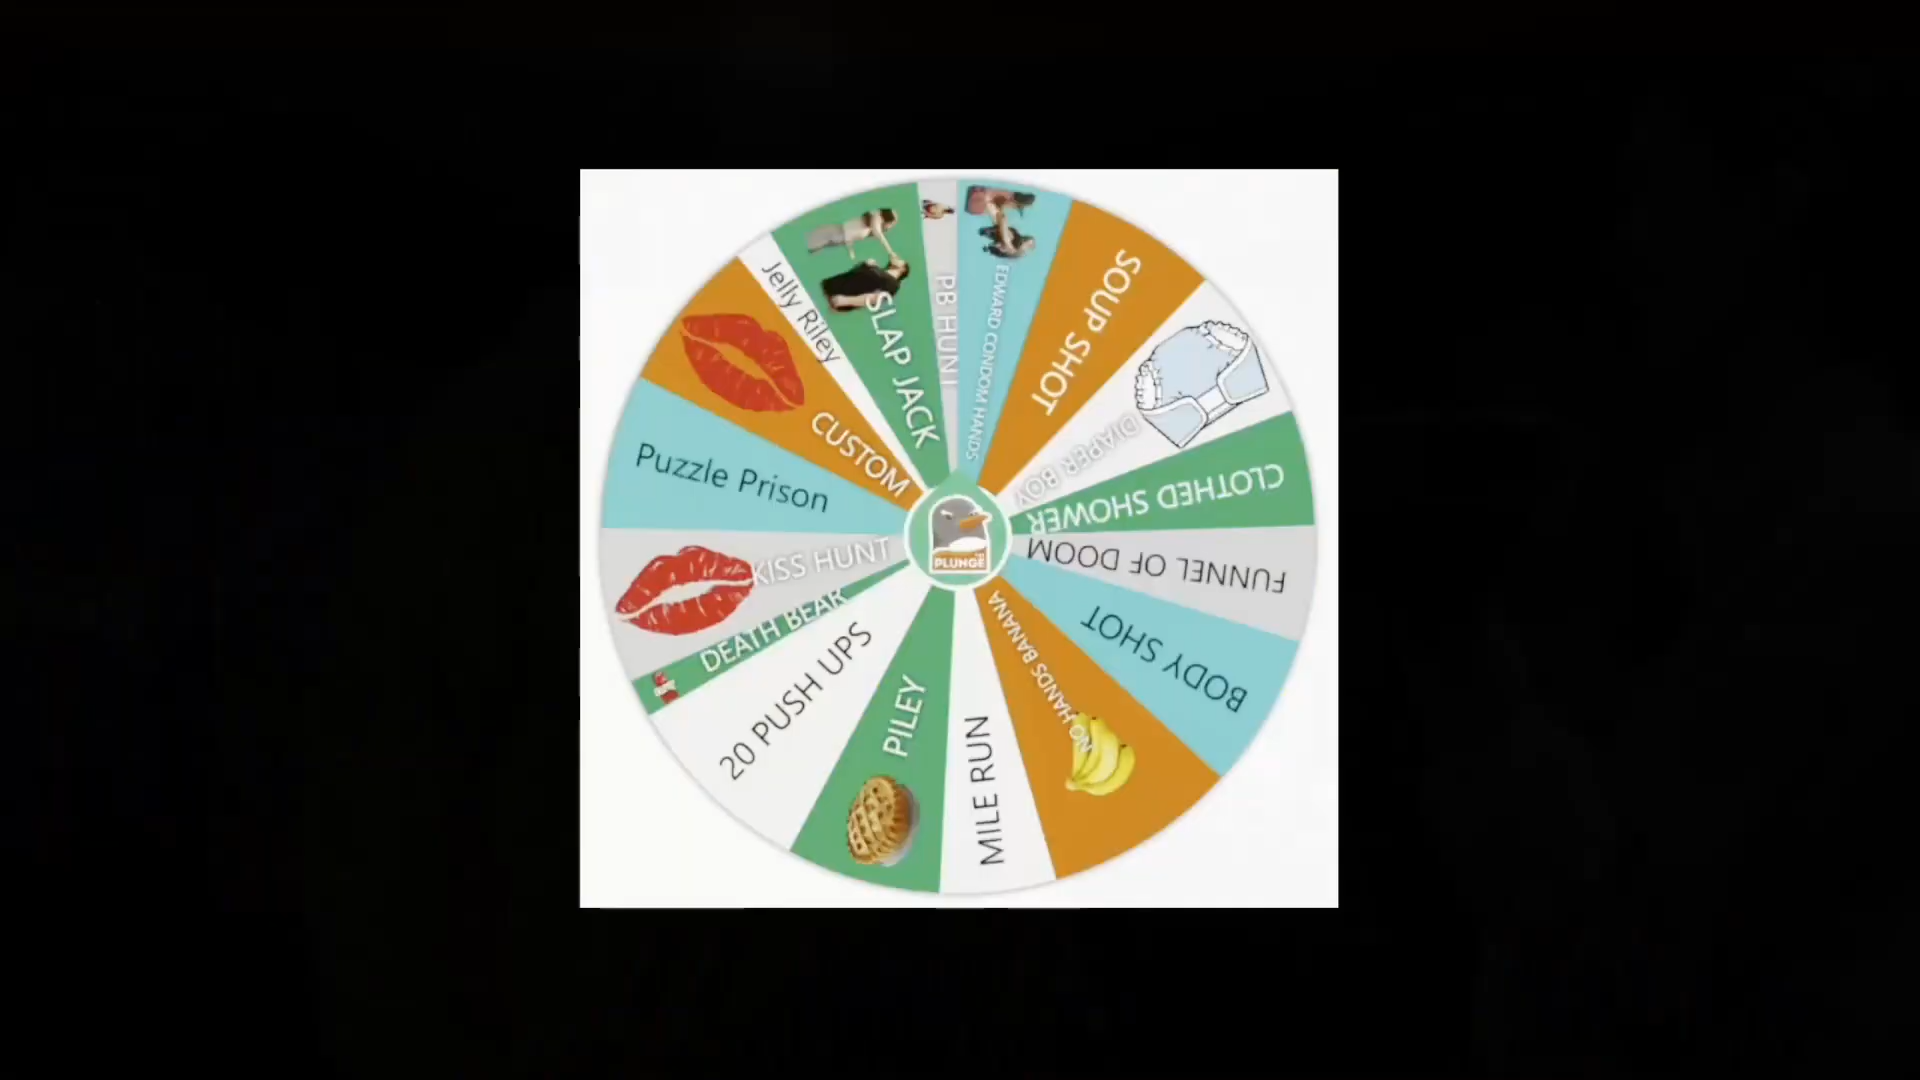 PB HUNT
EDWARD CONDOM HANDS
SOUP SHOT
DIAPER BOY
CLOTHED SHOWER
FUNNEL OF DOOM
BODY SHOT
NO HANDS BANANA
MILE RUN
PILEY
20 PUSH UPS
DEATH BEAR
KISS HUNT
Puzzle Prison
CUSTOM
Jelly Riley
SLAP JACK
THE
PLUNGE